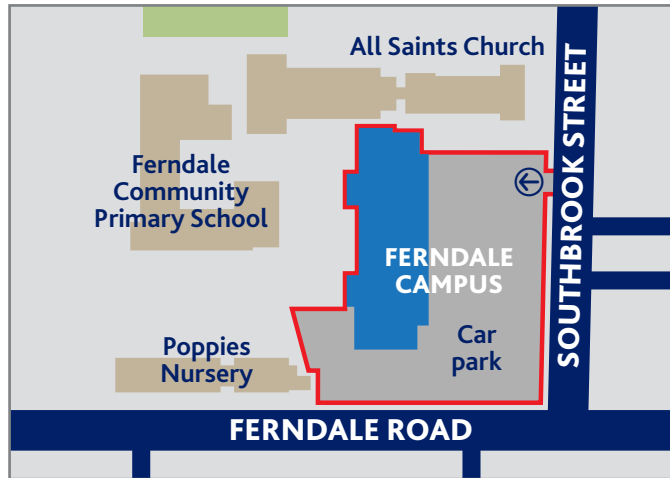 All Saints Church
Ferndale
Community
Primary School
FERNDALE
CAMPUS
SOUTHBROOK STREET
Car
park
Poppies
Nursery
FERNDALE ROAD